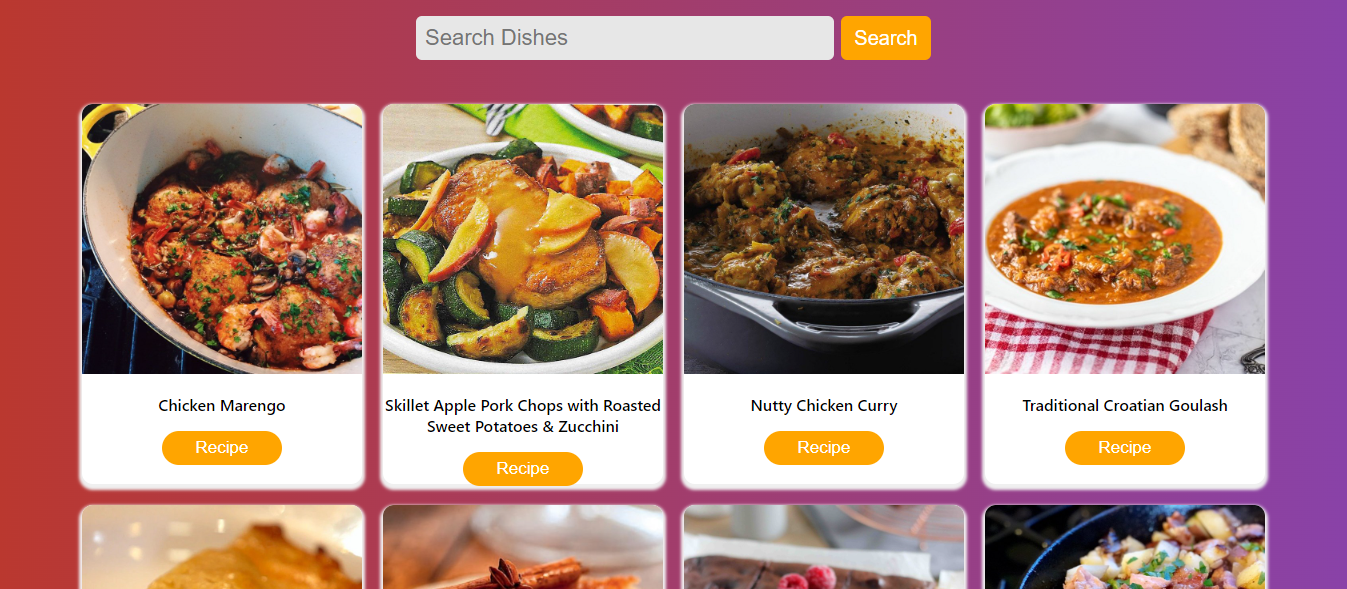 Search Dishes
Search
Chicken Marengo
Recipe
Skillet Apple Pork Chops with Roasted
Sweet Potatoes & Zucchini
Recipe
Nutty Chicken Curry
Recipe
Traditional Croatian Goulash
Recipe